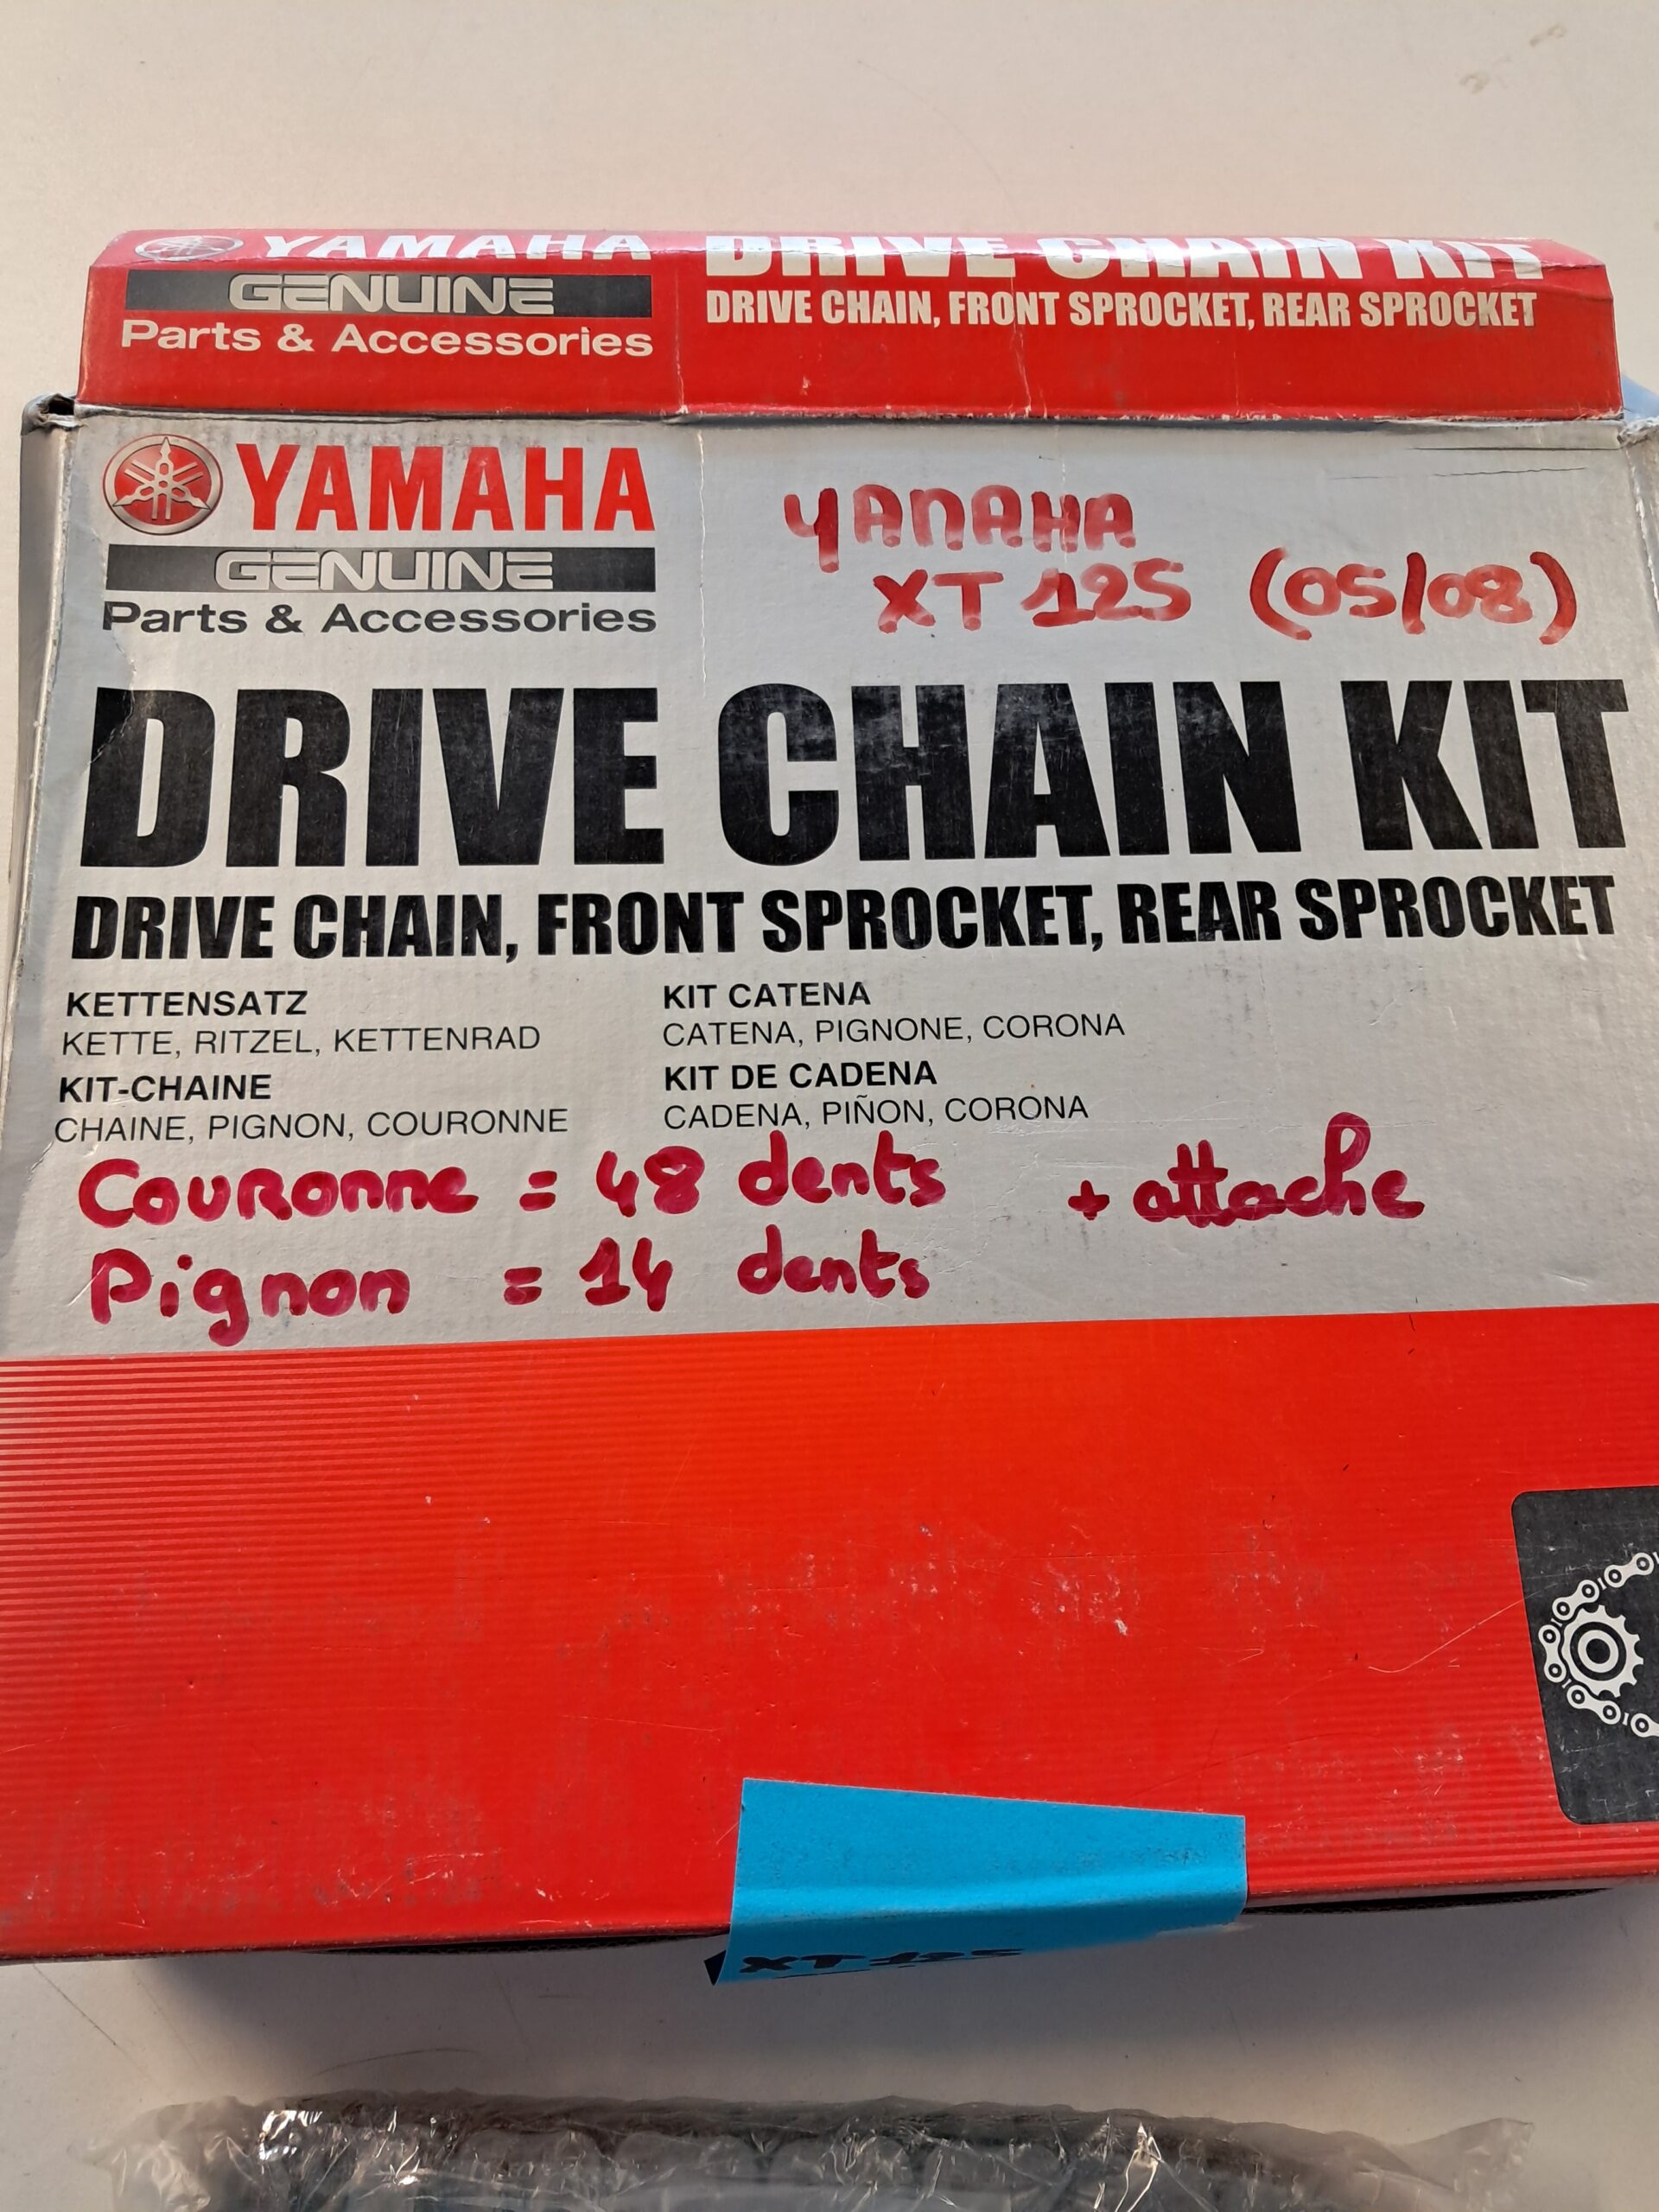 YAMAHA DRIVE CHAIN KIT
GENUINE DRIVE CHAIN, FRONT SPROCKET, REAR SPROCKET
Parts & Accessories
YAMAHA
GENUINE
Parts & Accessories
YAMAHA
XT 125 (05/08)
DRIVE CHAIN KIT
DRIVE CHAIN, FRONT SPROCKET, REAR SPROCKET
KETTENSATZ
KETTE, RITZEL, KETTENRAD
KIT-CHAINE
CHAINE, PIGNON, COURONNE
KIT CATENA
CATENA, PIGNONE, CORONA
KIT DE CADENA
CADENA, PIÑON, CORONA
Couronne = 48 dents + attache
Pignon = 14 dents
XT 125